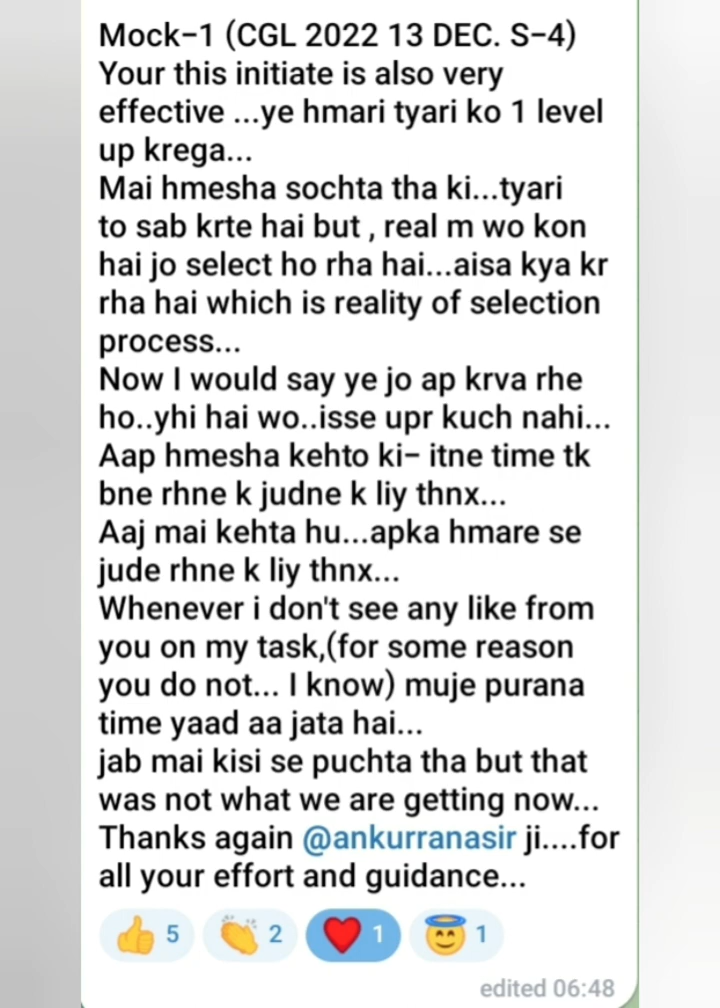 Mock-1 (CGL 2022 13 DEC. S-4)
Your this initiate is also very
effective ...ye hmari tyari ko 1 level
up krega...
Mai hmesha sochta tha ki...tyari
to sab krte hai but , real m wo kon
hai jo select ho rha hai...aisa kya kr
rha hai which is reality of selection
process...
Now I would say ye jo ap krva rhe
ho..yhi hai wo..isse upr kuch nahi...
Aap hmesha kehto ki- itne time tk
bne rhne k judne k liy thnx...
Aaj mai kehta hu...apka hmare se
jude rhne k liy thnx...
Whenever i don't see any like from
you on my task,(for some reason
you do not... I know) muje purana
time yaad aa jata hai...
jab mai kisi se puchta tha but that
was not what we are getting now...
Thanks again @ankurranasir ji....for
all your effort and guidance...
👍 5 👏 2 ❤️ 1 😇 1
edited 06:48